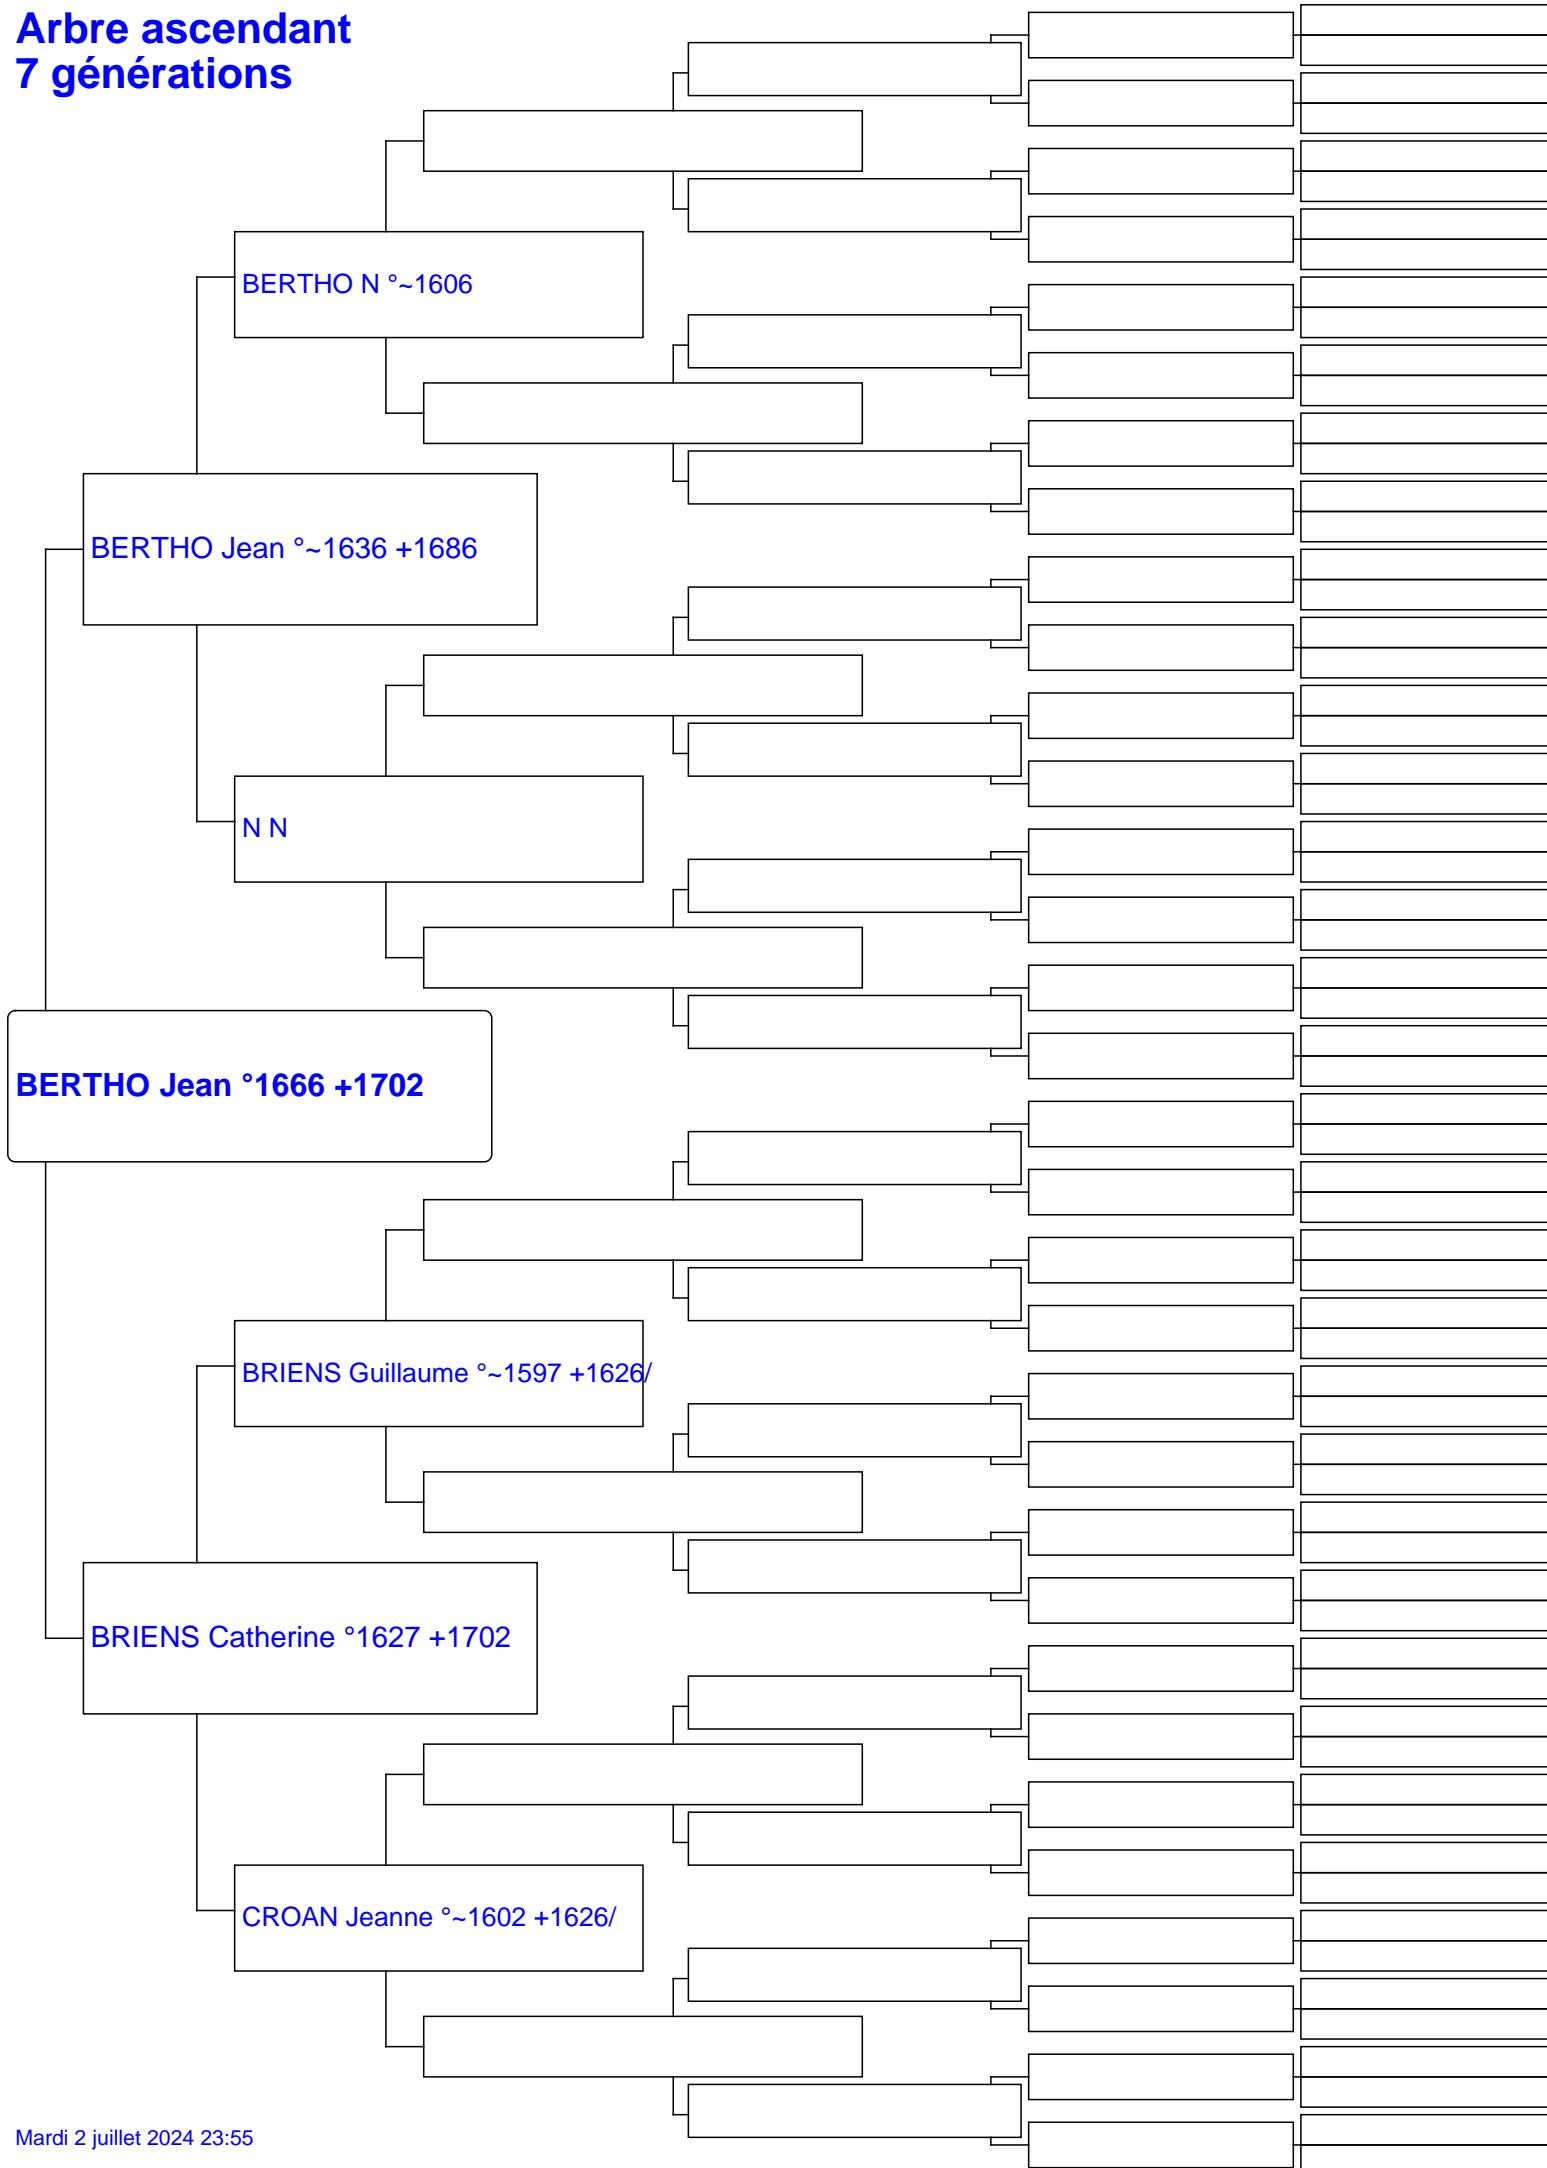 Arbre ascendant
7 générations
BERTHO N °~1606
BERTHO Jean °~1636 +1686
N N
BERTHO Jean °1666 +1702
BRIENS Guillaume °~1597 +1626/
BRIENS Catherine °1627 +1702
CROAN Jeanne °~1602 +1626/
Mardi 2 juillet 2024 23:55